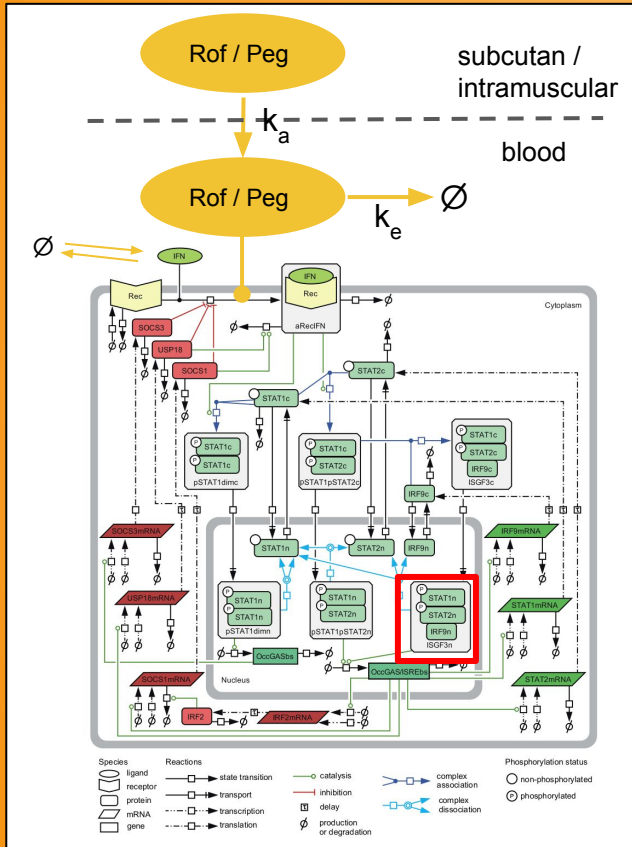 Rof / Peg
subcutan /
intramuscular
ka
blood
Rof / Peg
ke
Ø
Ø
IFN
Rec
IFN
Rec
aRecIFN
Cytoplasm
Ø
Ø
Ø
Ø
SOCS3
USP18
SOCS1
Ø
Ø
Ø
Ø
STAT2c
STAT1c
Ø
P
STAT1c
P
STAT1c
pSTAT1dimc
P
STAT1c
P
STAT2c
pSTAT1pSTAT2c
P
STAT1c
P
STAT2c
IRF9c
ISGF3c
Ø
IRF9c
SOCS3mRNA
IRF9mRNA
Ø
Ø
STAT1n
STAT2n
IRF9n
USP18mRNA
STAT1mRNA
Ø
Ø
P
STAT1n
P
STAT1n
pSTAT1dimn
P
STAT1n
P
STAT2n
pSTAT1pSTAT2n
P
STAT1n
P
STAT2n
IRF9n
ISGF3n
Ø
OccGASbs
Ø
Ø
OccGAS/ISREbs
Ø
Nucleus
SOCS1mRNA
STAT2mRNA
Ø
IRF2
IRF2mRNA
Ø
Ø
Ø
Species
ligand
receptor
protein
mRNA
gene
Reactions
state transition
transport
transcription
translation
catalysis
inhibition
delay
Ø
production
or degradation
complex
association
complex
dissociation
Phosphorylation status
non-phosphorylated
P
phosphorylated